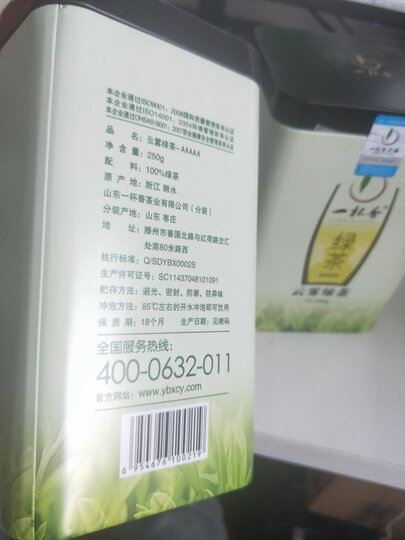 本企业通过ISO9001：2008国际质量管理体系认证
本企业通过ISO14001：2004环境管理体系认证
本企业通过OHSAS18001：2007职业健康安全管理体系认证
品 名：云雾绿茶-AAAAA
净含量：250g
配 料：100%绿茶
原 产 地：浙江 丽水
山东一杯香茶业有限公司（分装）
分装产地：山东 枣庄
地 址：滕州市善国北路与红荷路交汇
处南80米路西
执行标准：Q/SDYBX0002S
生产许可证号：SC11437048101091
贮存方法：避光、密封、防潮、防异味
冲泡方法：85℃左右的开水冲泡即可饮用
保 质 期：18个月 生产日期：见喷码
全国服务热线：
400-0632-011
官方网站：www.ybxcy.com
6 954676 100219
一杯香
绿茶
云雾绿茶